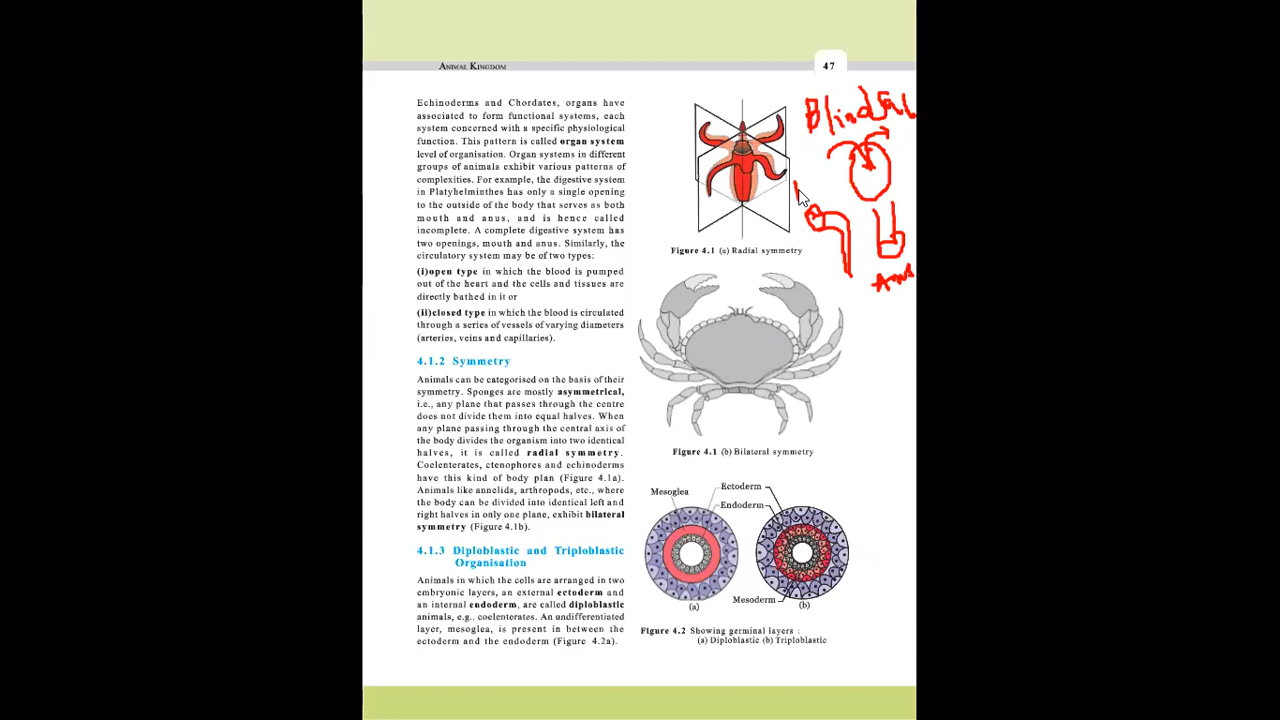 ANIMAL KINGDOM
47
Echinoderms and Chordates, organs have
associated to form functional systems, each
system concerned with a specific physiological
function. This pattern is called organ system
level of organisation. Organ systems in different
groups of animals exhibit various patterns of
complexities. For example, the digestive system
in Platyhelminthes has only a single opening
to the outside of the body that serves as both
mouth and anus, and is hence called
incomplete. A complete digestive system has
two openings, mouth and anus. Similarly, the
circulatory system may be of two types:
(i)open type in which the blood is pumped
out of the heart and the cells and tissues are
directly bathed in it or
(ii)closed type in which the blood is circulated
through a series of vessels of varying diameters
(arteries, veins and capillaries).
4.1.2 Symmetry
Animals can be categorised on the basis of their
symmetry. Sponges are mostly asymmetrical,
i.e., any plane that passes through the centre
does not divide them into equal halves. When
any plane passing through the central axis of
the body divides the organism into two identical
halves, it is called radial symmetry.
Coelenterates, ctenophores and echinoderms
have this kind of body plan (Figure 4.1a).
Animals like annelids, arthropods, etc., where
the body can be divided into identical left and
right halves in only one plane, exhibit bilateral
symmetry (Figure 4.1b).
4.1.3 Diploblastic and Triploblastic
Organisation
Animals in which the cells are arranged in two
embryonic layers, an external ectoderm and
an internal endoderm, are called diploblastic
animals, e.g., coelenterates. An undifferentiated
layer, mesoglea, is present in between the
ectoderm and the endoderm (Figure 4.2a).
Blind
Figure 4.1 (a) Radial symmetry
Figure 4.1 (b) Bilateral symmetry
Ectoderm
Mesoglea
Endoderm
Mesoderm
(a)
(b)
Figure 4.2 Showing germinal layers :
(a) Diploblastic (b) Triploblastic